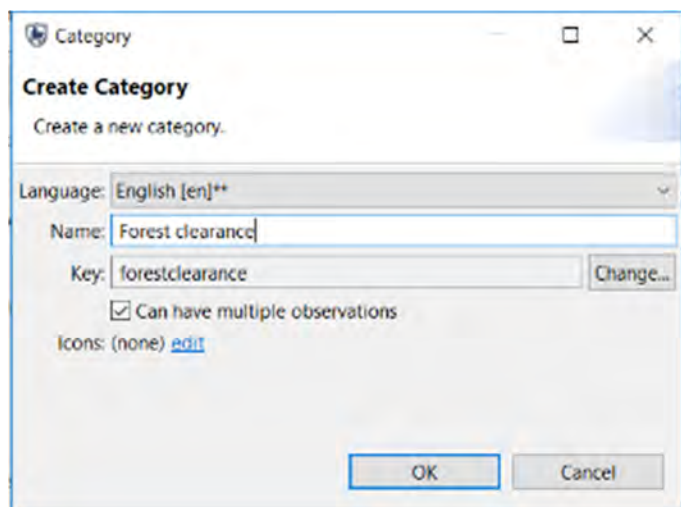 Category
Create Category
Create a new category.
Language: English [en]**
Name: Forest clearance
Key: forestclearance Change...
Can have multiple observations
Icons: (none) edit
OK Cancel